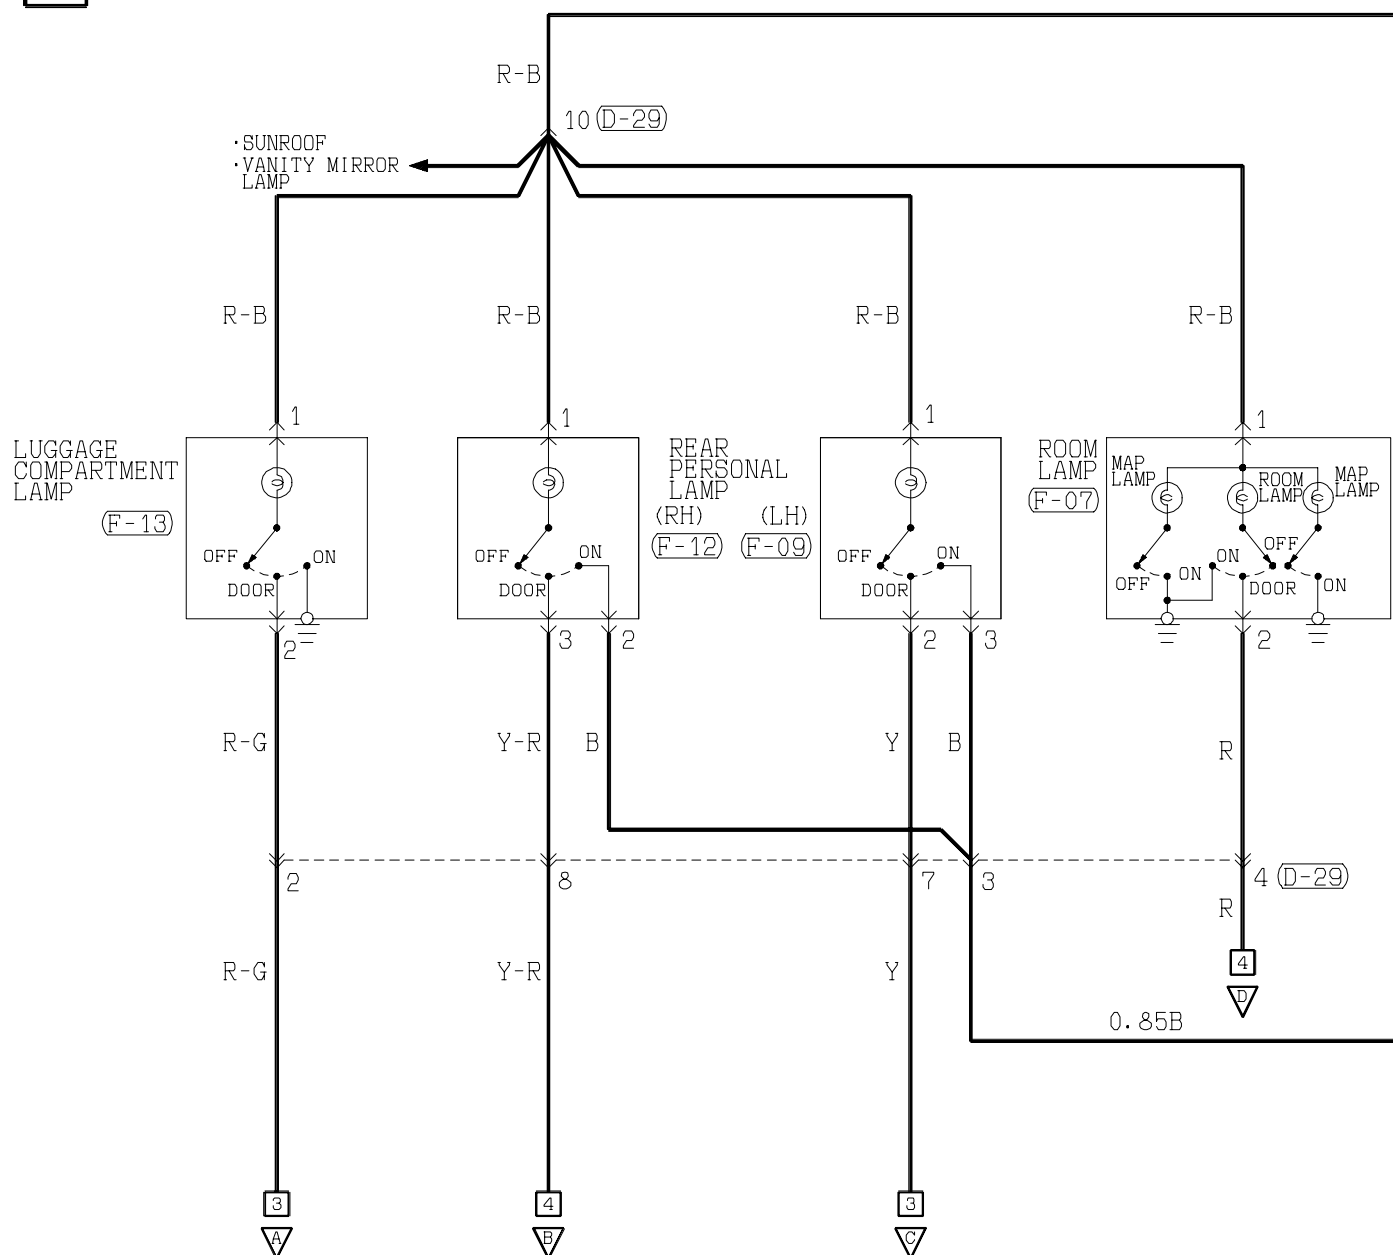 R-B
10 (D-29)
·SUNROOF
·VANITY MIRROR
LAMP
R-B R-B R-B R-B
1 1 1 1
LUGGAGE
COMPARTMENT
LAMP
(F-13)
OFF
ON
DOOR
2
OFF
ON
DOOR
3 2
REAR
PERSONAL
LAMP
(RH) (LH)
(F-12) (F-09)
OFF
ON
DOOR
2 3
ROOM
LAMP
(F-07)
MAP
LAMP
ROOM
LAMP
MAP
LAMP
OFF
ON
ON
OFF
DOOR
ON
2
R-G Y-R B Y B R
2 8 7 3 4 (D-29)
R
R-G Y-R Y
4
D
0.85B
3 4 3
A B C